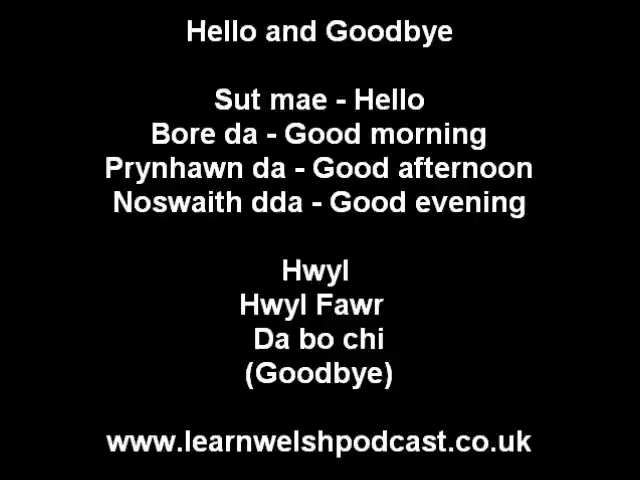 Hello and Goodbye
Sut mae - Hello
Bore da - Good morning
Prynhawn da - Good afternoon
Noswaith dda - Good evening
Hwyl
Hwyl Fawr
Da bo chi
(Goodbye)
www.learnwelshpodcast.co.uk